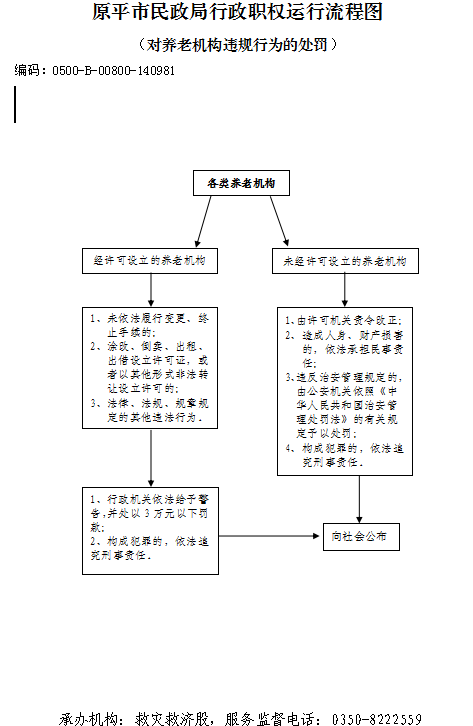 原平市民政局行政职权运行流程图
（对养老机构违规行为的处罚）
编码：0500-B-00800-140981
各类养老机构
经许可设立的养老机构
未经许可设立的养老机构
1、未依法履行变更、终
止手续的；
2、涂改、倒卖、出租、
出借设立许可证，或
者以其他形式非法转
让设立许可的；
3、法律、法规、规章规
定的其他违法行为.
1、由许可机关责令改正；
2、造成人身、财产损害
的，依法承担民事责
任；
3、违反治安管理规定的，
由公安机关依照《中
华人民共和国治安管
理处罚法》的有关规
定予以处罚；
4、构成犯罪的，依法追
究刑事责任.
1、行政机关依法给予警
告，并处以3万元以下罚
款；
2、构成犯罪的，依法追
究刑事责任.
向社会公布
承办机构：救灾救济股，服务监督电话：0350-8222559